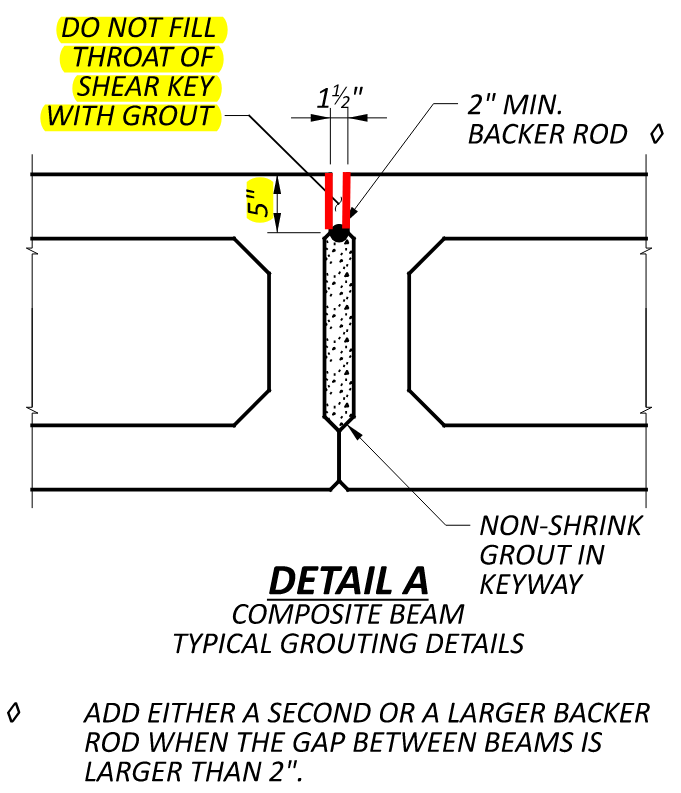 DO NOT FILL
THROAT OF
SHEAR KEY
WITH GROUT
1½"
2" MIN.
BACKER ROD ◊
5"
NON-SHRINK
GROUT IN
KEYWAY
DETAIL A
COMPOSITE BEAM
TYPICAL GROUTING DETAILS
◊ ADD EITHER A SECOND OR A LARGER BACKER
ROD WHEN THE GAP BETWEEN BEAMS IS
LARGER THAN 2".